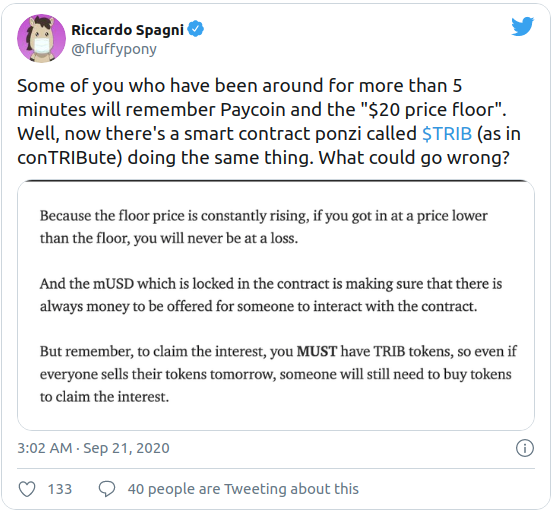 Riccardo Spagni
@fluffypony
Some of you who have been around for more than 5
minutes will remember Paycoin and the "$20 price floor".
Well, now there's a smart contract ponzi called $TRIB (as in
conTRIBute) doing the same thing. What could go wrong?
Because the floor price is constantly rising, if you got in at a price lower
than the floor, you will never be at a loss.
And the mUSD which is locked in the contract is making sure that there is
always money to be offered for someone to interact with the contract.
But remember, to claim the interest, you MUST have TRIB tokens, so even if
everyone sells their tokens tomorrow, someone will still need to buy tokens
to claim the interest.
3:02 AM · Sep 21, 2020
133
40 people are Tweeting about this